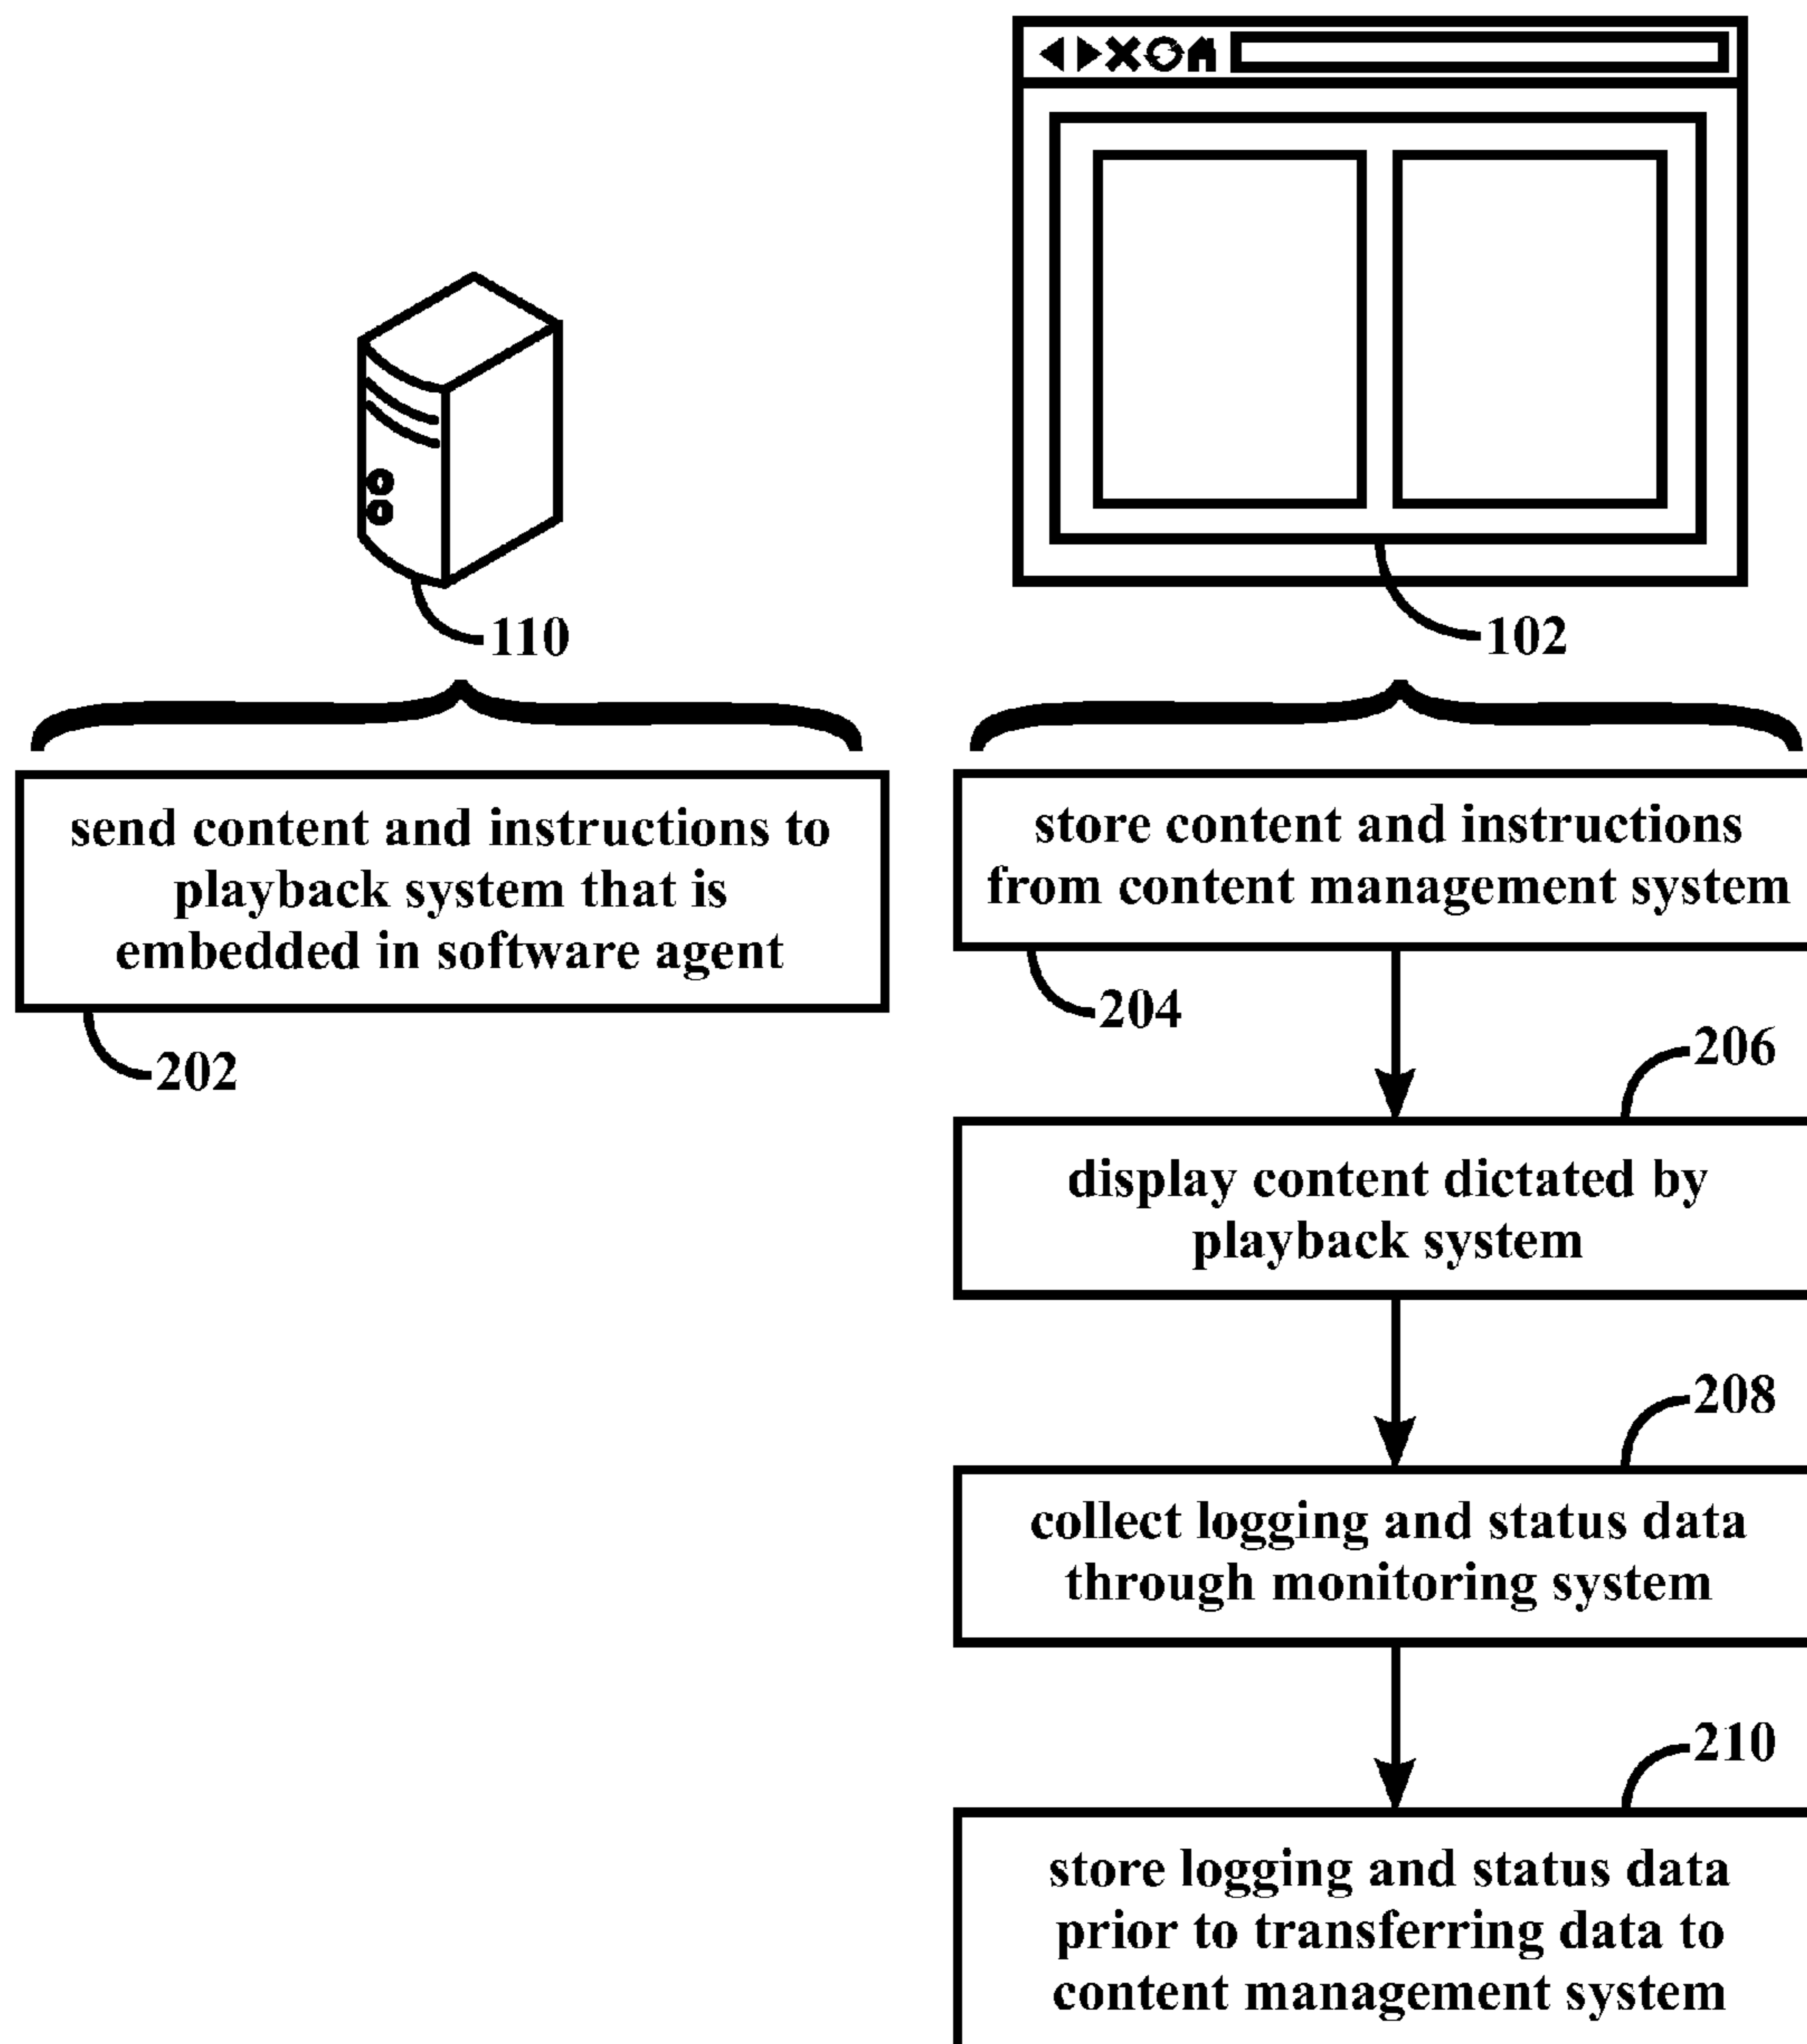 110
102
send content and instructions to
playback system that is
embedded in software agent
202
store content and instructions
from content management system
204
206
display content dictated by
playback system
208
collect logging and status data
through monitoring system
210
store logging and status data
prior to transferring data to
content management system